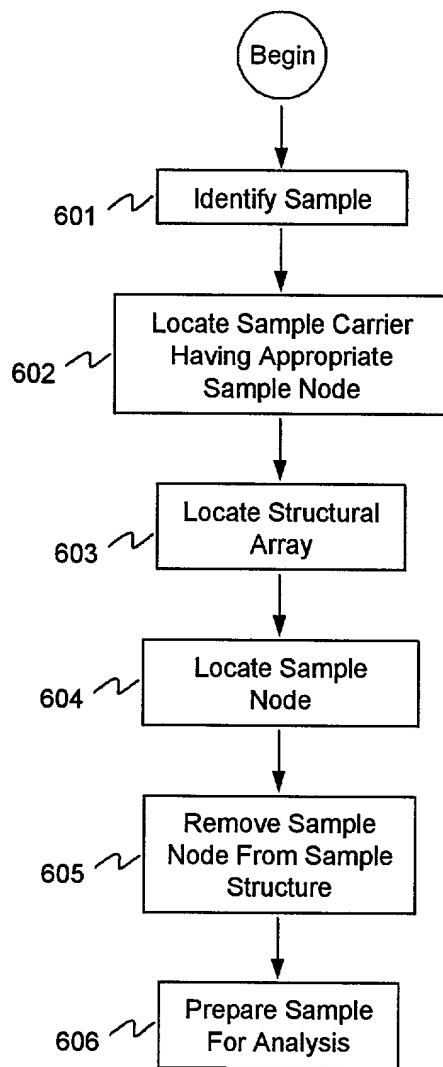 Begin
601
Identify Sample
602
Locate Sample Carrier
Having Appropriate
Sample Node
603
Locate Structural
Array
604
Locate Sample
Node
605
Remove Sample
Node From Sample
Structure
606
Prepare Sample
For Analysis